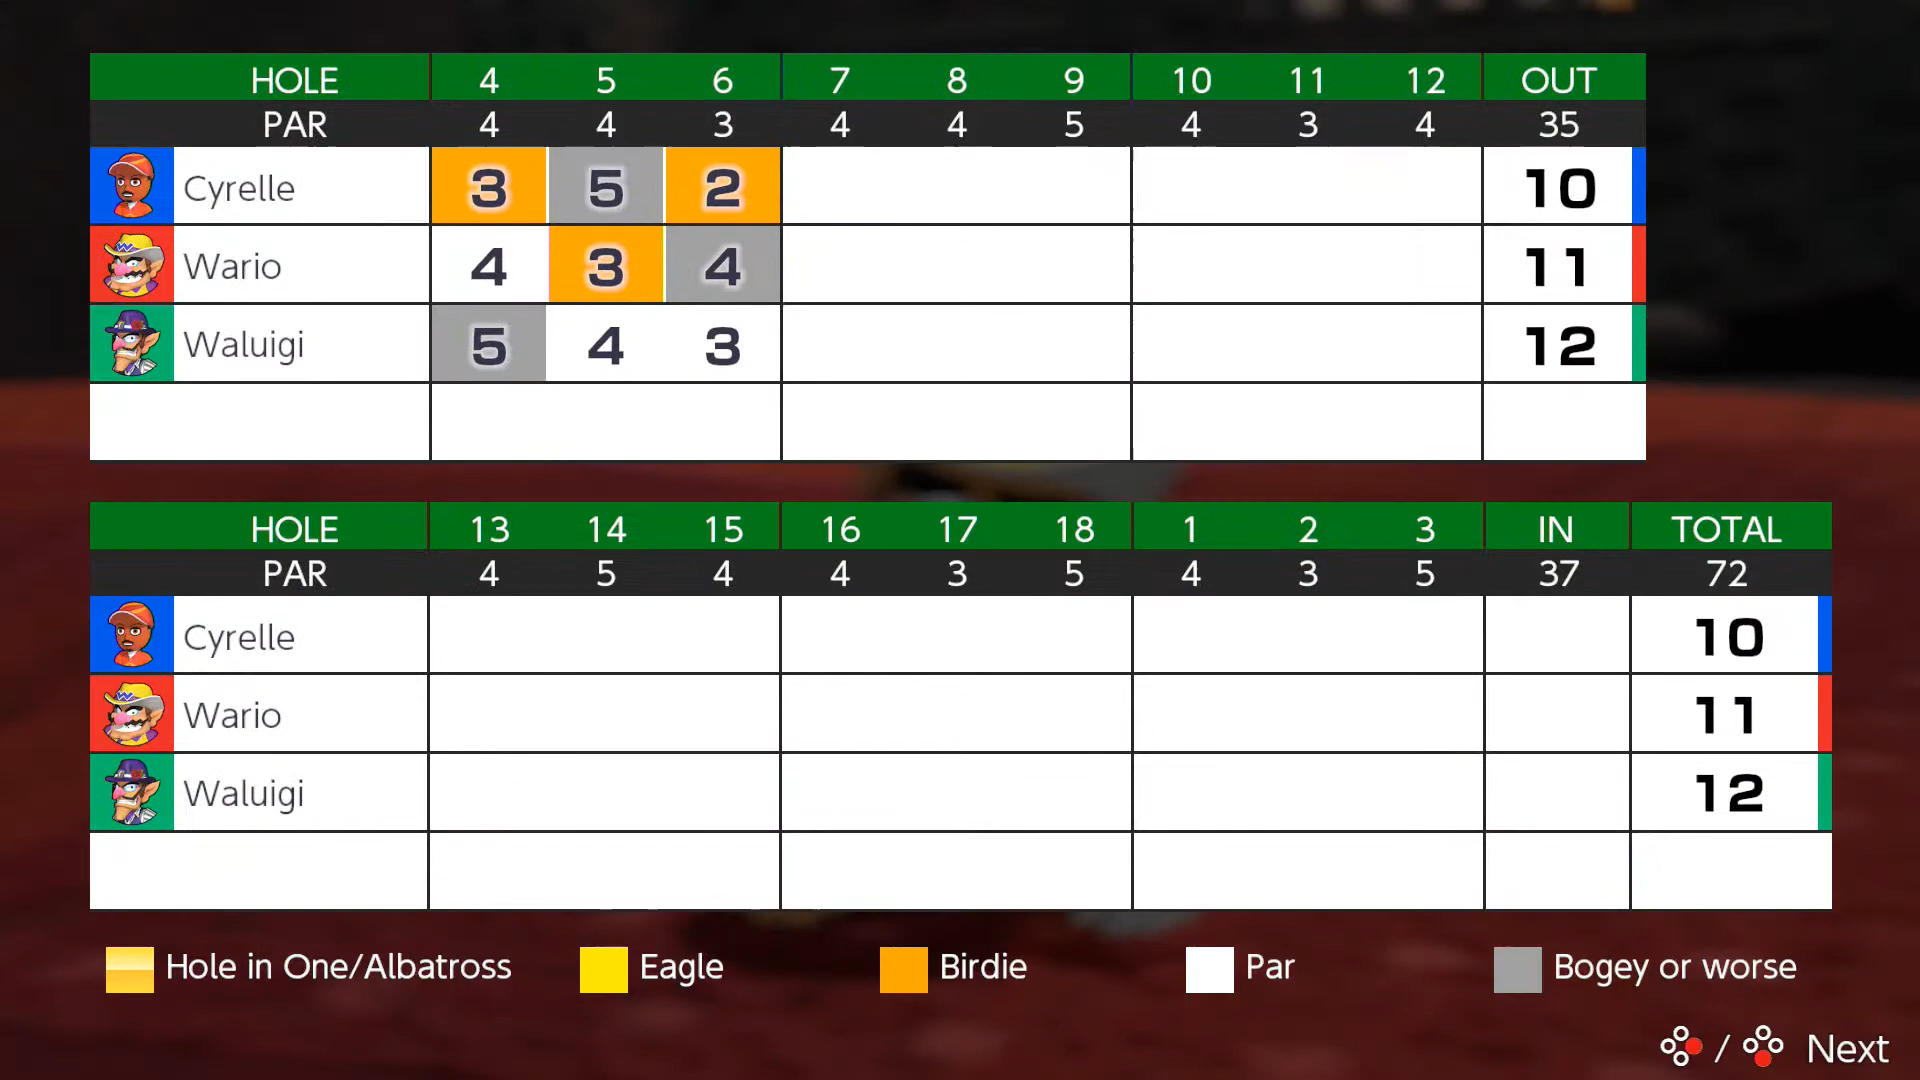 HOLE 4 5 6 7 8 9 10 11 12 OUT
PAR 4 4 3 4 4 5 4 3 4 35
Cyrelle 3 5 2 10
Wario 4 3 4 11
Waluigi 5 4 3 12
HOLE 13 14 15 16 17 18 1 2 3 IN TOTAL
PAR 4 5 4 4 3 5 4 3 5 37 72
Cyrelle 10
Wario 11
Waluigi 12
Hole in One/Albatross Eagle Birdie Par Bogey or worse
/ Next